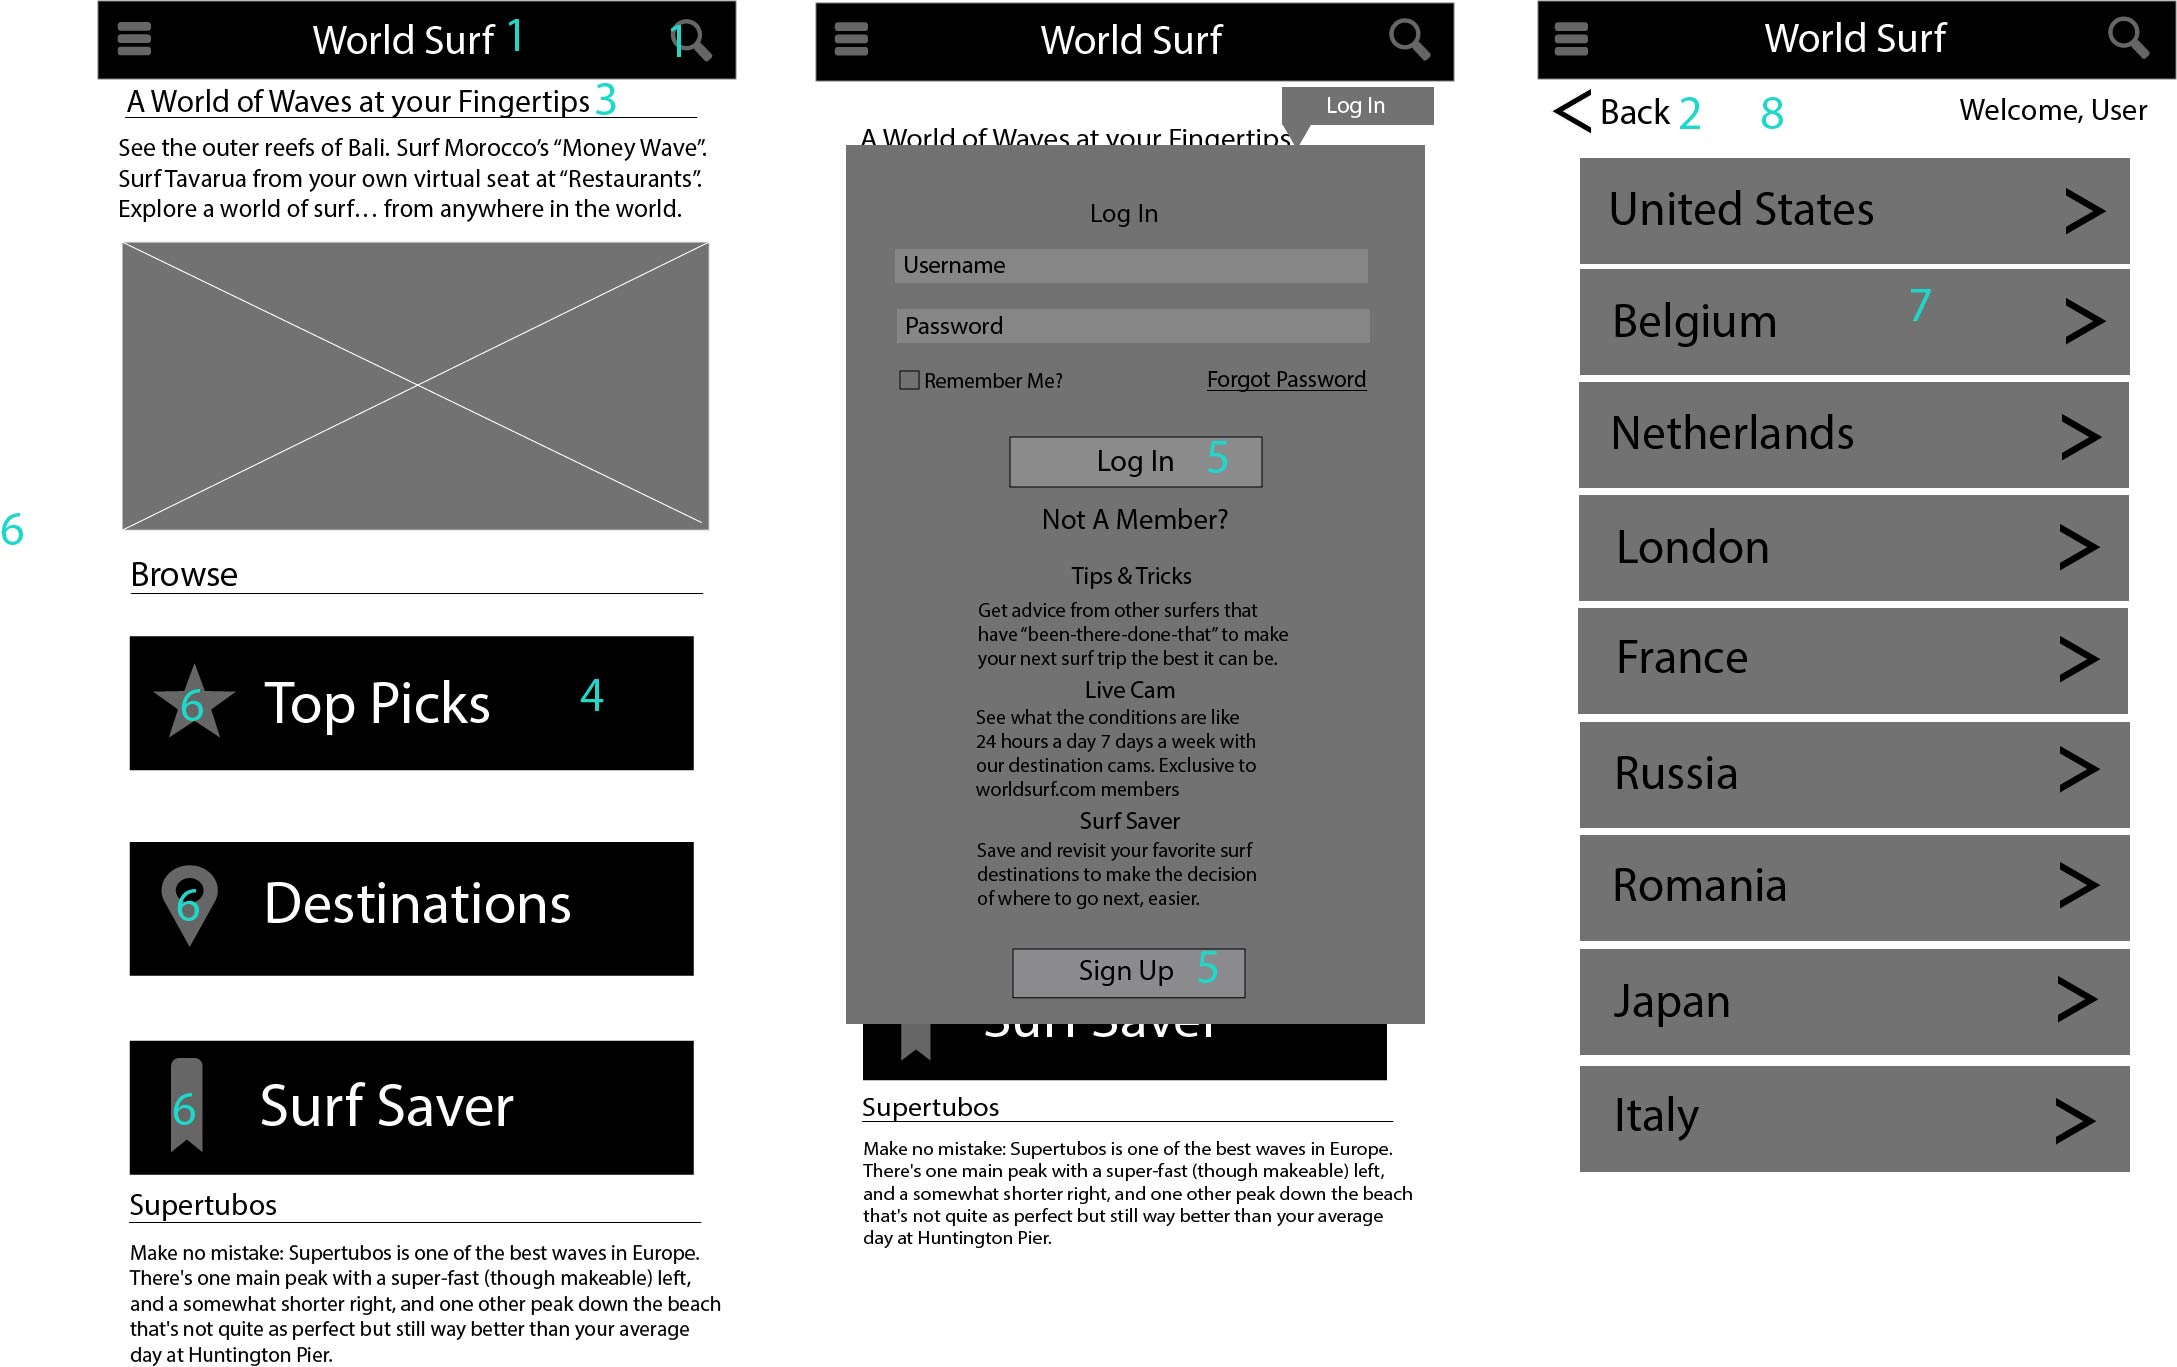 World Surf 1
1
A World of Waves at your Fingertips 3
See the outer reefs of Bali. Surf Morocco's “Money Wave”.
Surf Tavarua from your own virtual seat at “Restaurants”.
Explore a world of surf… from anywhere in the world.
6
Browse
6 Top Picks 4
6 Destinations
6 Surf Saver
Supertubos
Make no mistake: Supertubos is one of the best waves in Europe.
There's one main peak with a super-fast (though makeable) left,
and a somewhat shorter right, and one other peak down the beach
that's not quite as perfect but still way better than your average
day at Huntington Pier.
World Surf
Log In
A World of Waves at your Fingertips
Log In
Username
Password
Remember Me? Forgot Password
Log In 5
Not A Member?
Tips & Tricks
Get advice from other surfers that
have “been-there-done-that” to make
your next surf trip the best it can be.
Live Cam
See what the conditions are like
24 hours a day 7 days a week with
our destination cams. Exclusive to
worldsurf.com members
Surf Saver
Save and revisit your favorite surf
destinations to make the decision
of where to go next, easier.
Sign Up 5
Surf Saver
Supertubos
Make no mistake: Supertubos is one of the best waves in Europe.
There's one main peak with a super-fast (though makeable) left,
and a somewhat shorter right, and one other peak down the beach
that's not quite as perfect but still way better than your average
day at Huntington Pier.
World Surf
Back 2 8 Welcome, User
United States
Belgium 7
Netherlands
London
France
Russia
Romania
Japan
Italy